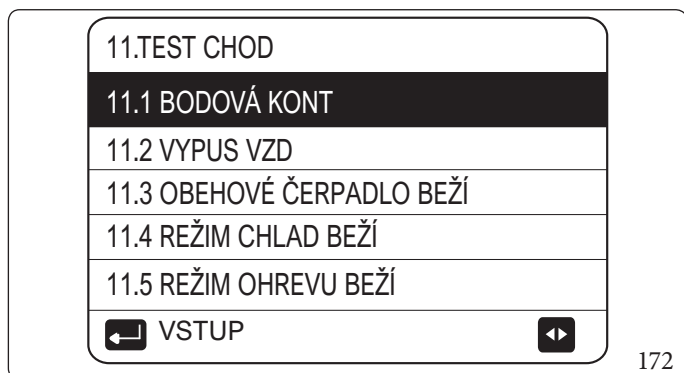 11.TEST CHOD
11.1 BODOVÁ KONT
11.2 VYPUS VZD
11.3 OBEHOVÉ ČERPADLO BEŽÍ
11.4 REŽIM CHLAD BEŽÍ
11.5 REŽIM OHREVU BEŽÍ
VSTUP
172